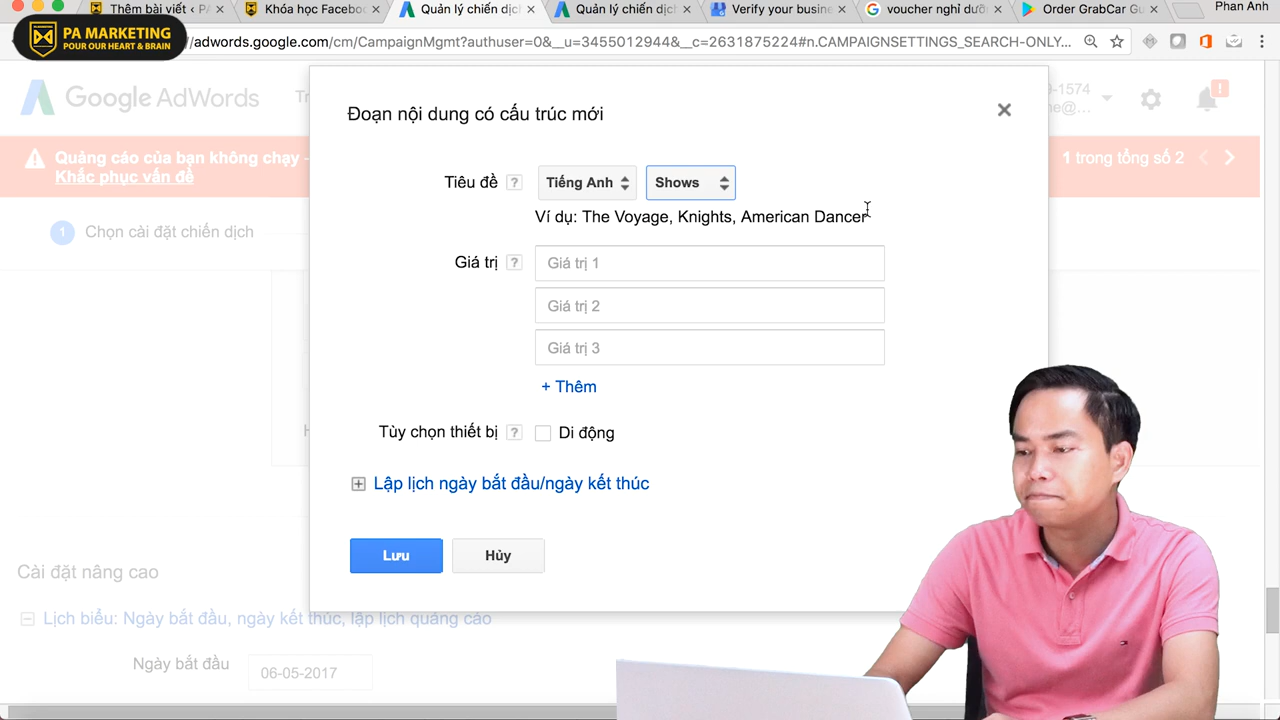 Thêm bài viết ‹ PA
Khóa học Facebo
Quản lý chiến dịc
Quản lý chiến dịc
Verify your busine
voucher nghỉ dưỡ
Order GrabCar Gu
Phan Anh
PA MARKETING
POUR OUR HEART & BRAIN
//adwords.google.com/cm/CampaignMgmt?authuser=0&__u=3455012944&__c=2631875224#n.CAMPAIGNSETTINGS_SEARCH-ONLY...
Google AdWords
Tr
9-1574
ne@...
!
Đoạn nội dung có cấu trúc mới
Quảng cáo của bạn không chạy -
Khắc phục vấn đề
1 trong tổng số 2
1 Chọn cài đặt chiến dịch
Tiêu đề ? Tiếng Anh Shows
Ví dụ: The Voyage, Knights, American Dancer
Giá trị ? Giá trị 1
Giá trị 2
Giá trị 3
+ Thêm
H
Tùy chọn thiết bị ? Di động
Lập lịch ngày bắt đầu/ngày kết thúc
Lưu Hủy
Cài đặt nâng cao
Lịch biểu: Ngày bắt đầu, ngày kết thúc, lập lịch quảng cáo
Ngày bắt đầu 06-05-2017